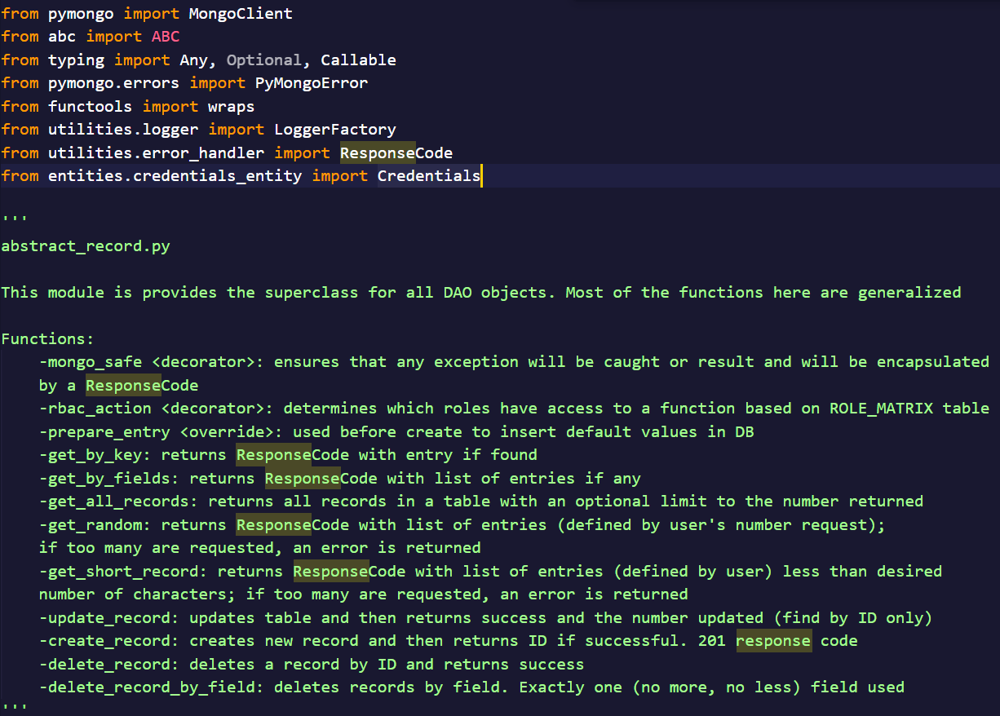 from pymongo import MongoClient
from abc import ABC
from typing import Any, Optional, Callable
from pymongo.errors import PyMongoError
from functools import wraps
from utilities.logger import LoggerFactory
from utilities.error_handler import ResponseCode
from entities.credentials_entity import Credentials
'''
abstract_record.py
This module is provides the superclass for all DAO objects. Most of the functions here are generalized
Functions:
-mongo_safe <decorator>: ensures that any exception will be caught or result and will be encapsulated
by a ResponseCode
-rbac_action <decorator>: determines which roles have access to a function based on ROLE_MATRIX table
-prepare_entry <override>: used before create to insert default values in DB
-get_by_key: returns ResponseCode with entry if found
-get_by_fields: returns ResponseCode with list of entries if any
-get_all_records: returns all records in a table with an optional limit to the number returned
-get_random: returns ResponseCode with list of entries (defined by user's number request);
if too many are requested, an error is returned
-get_short_record: returns ResponseCode with list of entries (defined by user) less than desired
number of characters; if too many are requested, an error is returned
-update_record: updates table and then returns success and the number updated (find by ID only)
-create_record: creates new record and then returns ID if successful. 201 response code
-delete_record: deletes a record by ID and returns success
-delete_record_by_field: deletes records by field. Exactly one (no more, no less) field used
'''